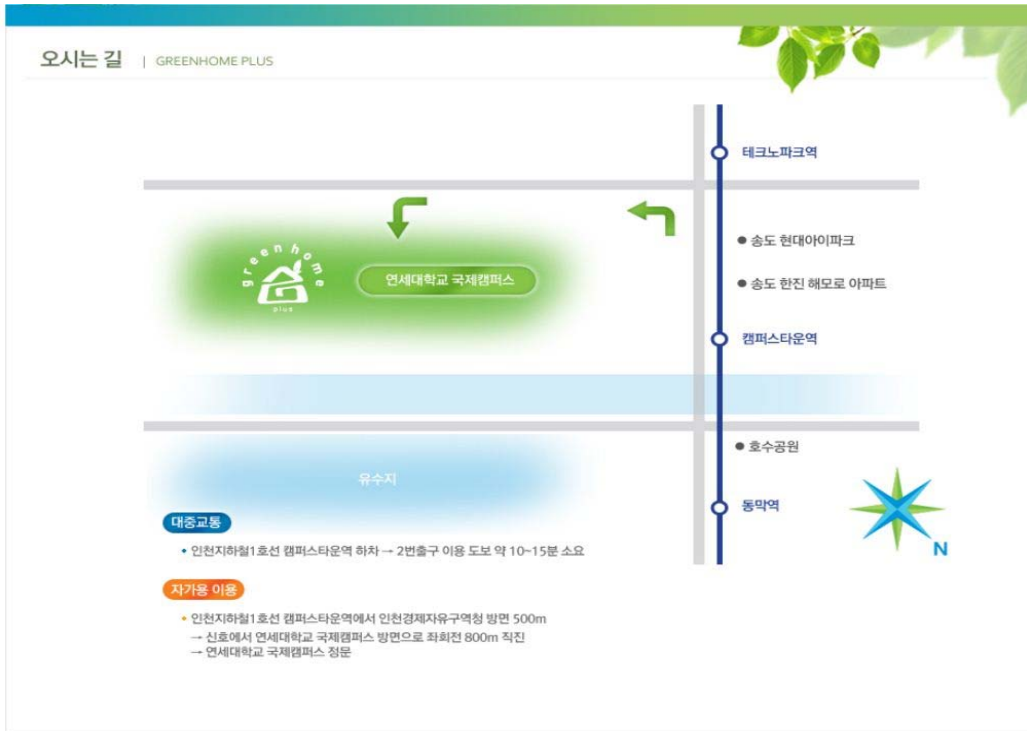 오시는 길 | GREENHOME PLUS
테크노파크역
송도 현대아이파크
greenhome
plus
연세대학교 국제캠퍼스
송도 한진 해모로 아파트
캠퍼스타운역
호수공원
유수지
동막역
N
대중교통
• 인천지하철1호선 캠퍼스타운역 하차 → 2번출구 이용 도보 약 10~15분 소요
자가용 이용
• 인천지하철1호선 캠퍼스타운역에서 인천경제자유구역청 방면 500m
→ 신호에서 연세대학교 국제캠퍼스 방면으로 좌회전 800m 직진
→ 연세대학교 국제캠퍼스 정문